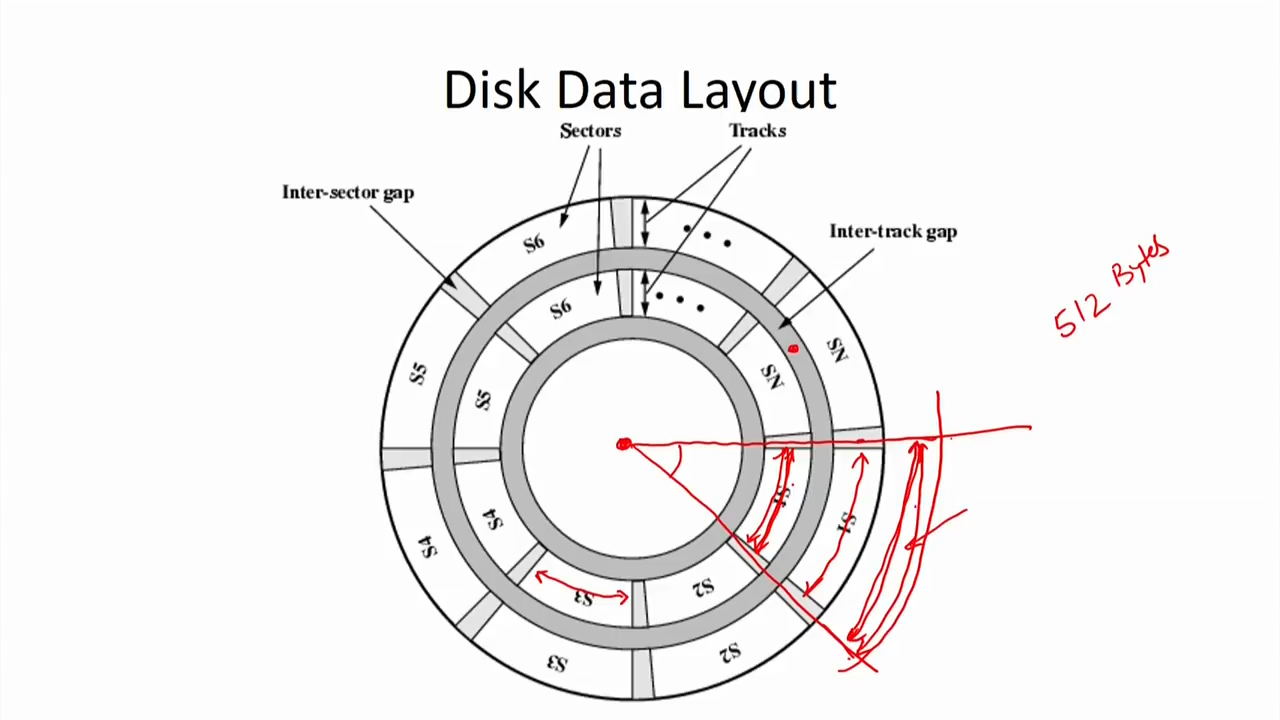 Disk Data Layout
Sectors
Tracks
Inter-sector gap
Inter-track gap
512 Bytes
S6
• • •
S6
• • •
SN
SN
S5
S5
S1
S1
S4
S4
S3
S2
S3
S2